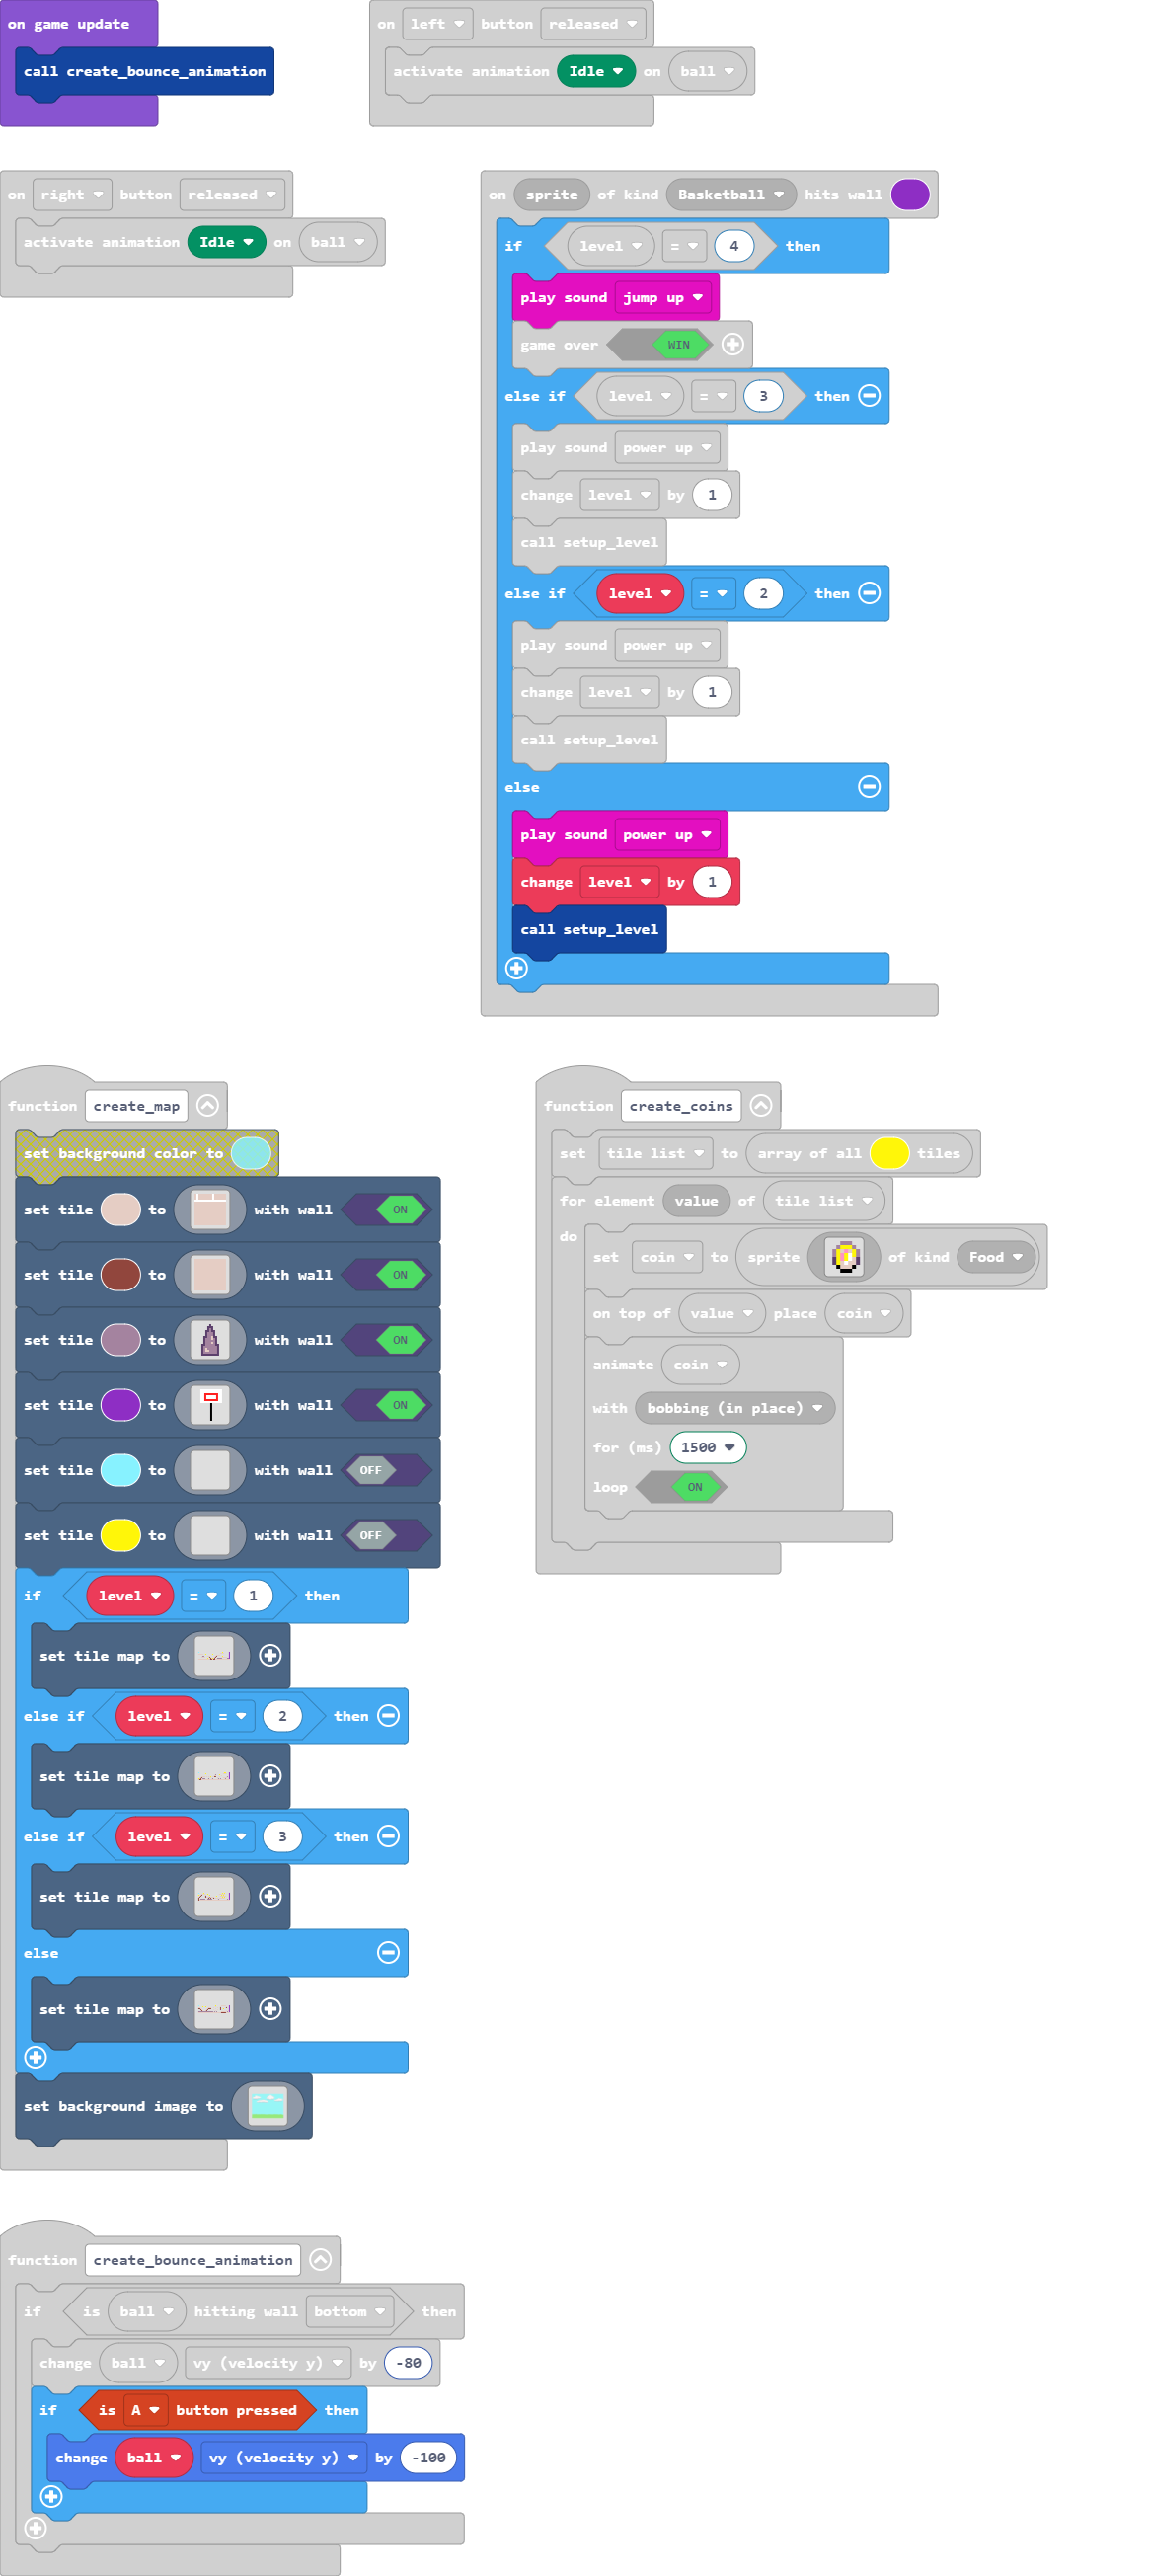 on game update
call create_bounce_animation
on left button released
activate animation Idle on ball
on right button released
activate animation Idle on ball
on sprite of kind Basketball hits wall
if level = 4 then
play sound jump up
game over WIN
else if level = 3 then
play sound power up
change level by 1
call setup_level
else if level = 2 then
play sound power up
change level by 1
call setup_level
else
play sound power up
change level by 1
call setup_level
function create_map
set background color to
set tile to with wall ON
set tile to with wall ON
set tile to with wall ON
set tile to with wall ON
set tile to with wall OFF
set tile to with wall OFF
if level = 1 then
set tile map to
else if level = 2 then
set tile map to
else if level = 3 then
set tile map to
else
set tile map to
set background image to
function create_coins
set tile list to array of all tiles
for element value of tile list
do
set coin to sprite of kind Food
on top of value place coin
animate coin
with bobbing (in place)
for (ms) 1500
loop ON
function create_bounce_animation
if is ball hitting wall bottom then
change ball vy (velocity y) by -80
if is A button pressed then
change ball vy (velocity y) by -100